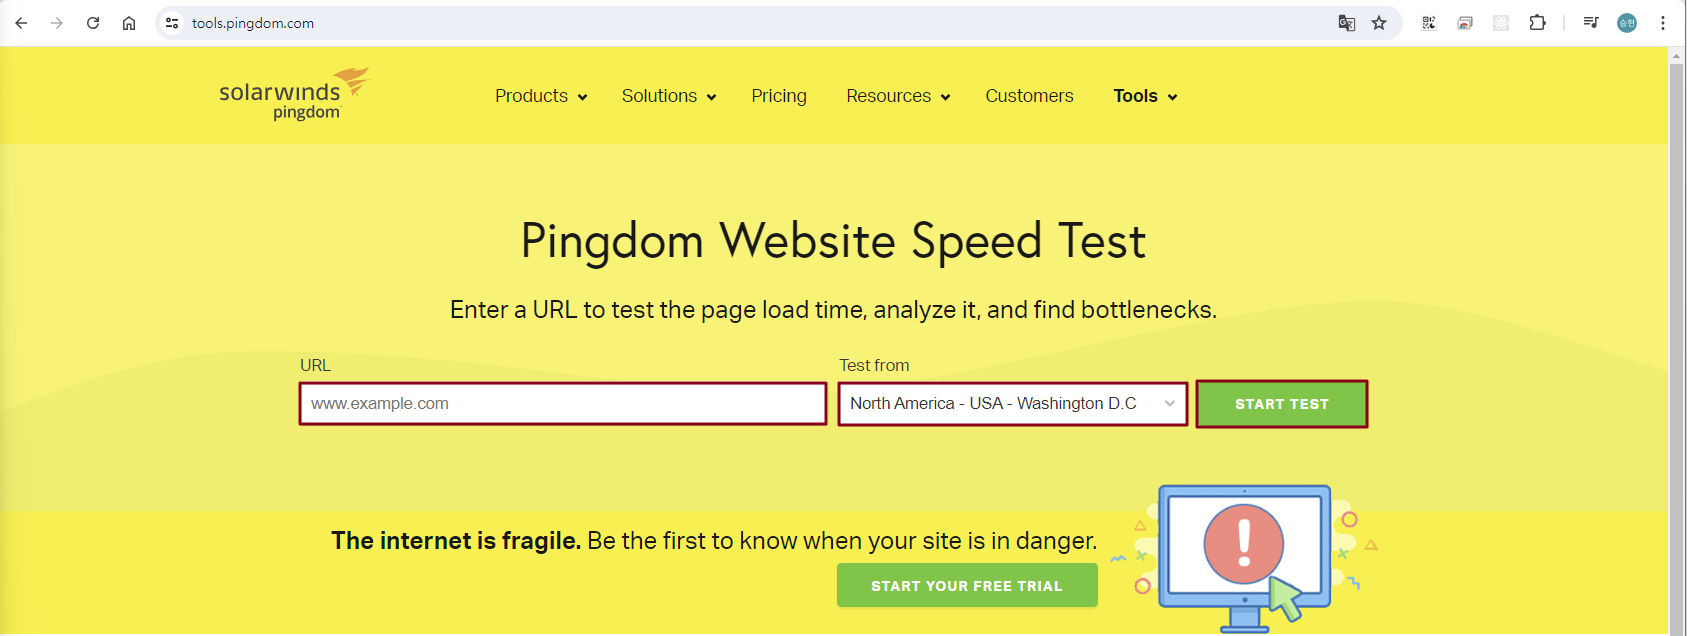 tools.pingdom.com
승현
solarwinds
pingdom
Products
Solutions
Pricing
Resources
Customers
Tools
Pingdom Website Speed Test
Enter a URL to test the page load time, analyze it, and find bottlenecks.
URL
Test from
www.example.com
North America - USA - Washington D.C
START TEST
The internet is fragile. Be the first to know when your site is in danger.
START YOUR FREE TRIAL